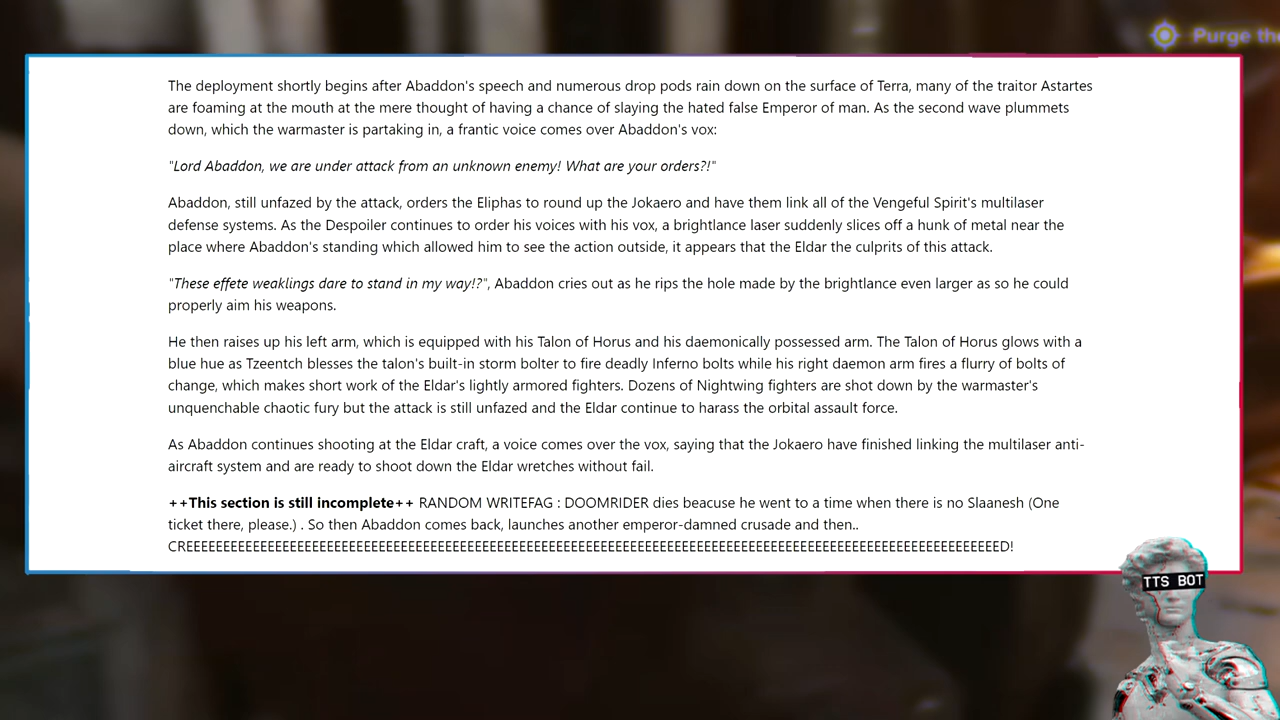 Purge the
The deployment shortly begins after Abaddon's speech and numerous drop pods rain down on the surface of Terra, many of the traitor Astartes
are foaming at the mouth at the mere thought of having a chance of slaying the hated false Emperor of man. As the second wave plummets
down, which the warmaster is partaking in, a frantic voice comes over Abaddon's vox:
"Lord Abaddon, we are under attack from an unknown enemy! What are your orders?!"
Abaddon, still unfazed by the attack, orders the Eliphas to round up the Jokaero and have them link all of the Vengeful Spirit's multilaser
defense systems. As the Despoiler continues to order his voices with his vox, a brightlance laser suddenly slices off a hunk of metal near the
place where Abaddon's standing which allowed him to see the action outside, it appears that the Eldar the culprits of this attack.
"These effete weaklings dare to stand in my way!?", Abaddon cries out as he rips the hole made by the brightlance even larger as so he could
properly aim his weapons.
He then raises up his left arm, which is equipped with his Talon of Horus and his daemonically possessed arm. The Talon of Horus glows with a
blue hue as Tzeentch blesses the talon's built-in storm bolter to fire deadly Inferno bolts while his right daemon arm fires a flurry of bolts of
change, which makes short work of the Eldar's lightly armored fighters. Dozens of Nightwing fighters are shot down by the warmaster's
unquenchable chaotic fury but the attack is still unfazed and the Eldar continue to harass the orbital assault force.
As Abaddon continues shooting at the Eldar craft, a voice comes over the vox, saying that the Jokaero have finished linking the multilaser anti-
aircraft system and are ready to shoot down the Eldar wretches without fail.
++This section is still incomplete++ RANDOM WRITEFAG : DOOMRIDER dies beacuse he went to a time when there is no Slaanesh (One
ticket there, please.) . So then Abaddon comes back, launches another emperor-damned crusade and then..
CREEEEEEEEEEEEEEEEEEEEEEEEEEEEEEEEEEEEEEEEEEEEEEEEEEEEEEEEEEEEEEEEEEEEEEEEEEEEEEEEEEEEEEEEEEEEEEEEEEEEEEEEEEEEEEED!
TTS BOT